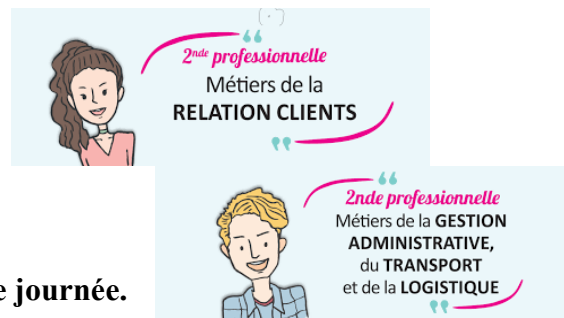 2nde professionnelle
Métiers de la
RELATION CLIENTS
2nde professionnelle
Métiers de la GESTION
ADMINISTRATIVE,
du TRANSPORT
et de la LOGISTIQUE
journée.